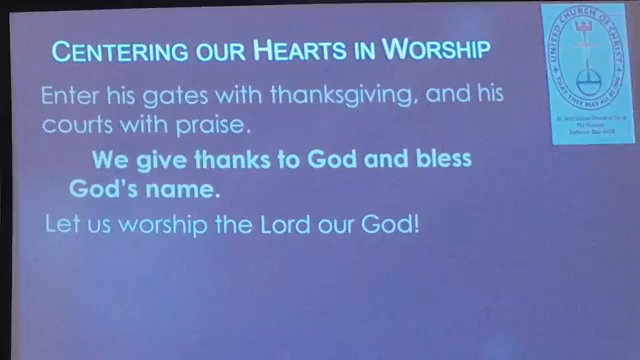 CENTERING OUR HEARTS IN WORSHIP
Enter his gates with thanksgiving, and his
courts with praise.
We give thanks to God and bless
God's name.
Let us worship the Lord our God!
UNITED CHURCH OF CHRIST
THAT THEY MAY ALL BE ONE